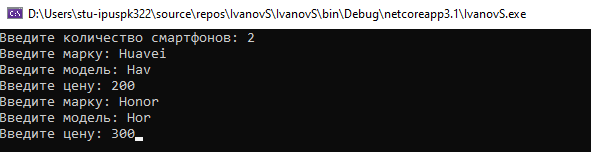 D:\Users\stu-ipuspk322\source\repos\IvanovS\IvanovS\bin\Debug\netcoreapp3.1\IvanovS.exe
Введите количество смартфонов: 2
Введите марку: Huavei
Введите модель: Hav
Введите цену: 200
Введите марку: Honor
Введите модель: Hor
Введите цену: 300